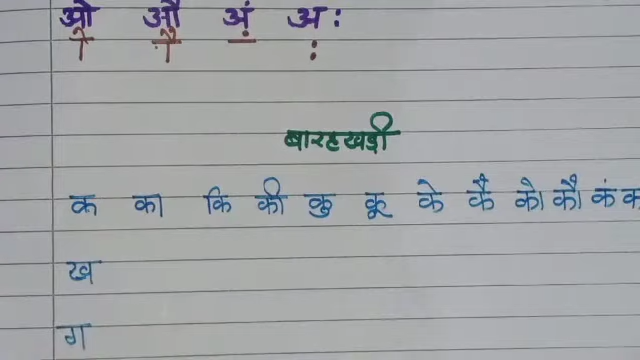 ओ औ अं अः
ो ौ ं ः
बारहखड़ी
क का कि की कु कू के कै को कौ कं क
ख
ग